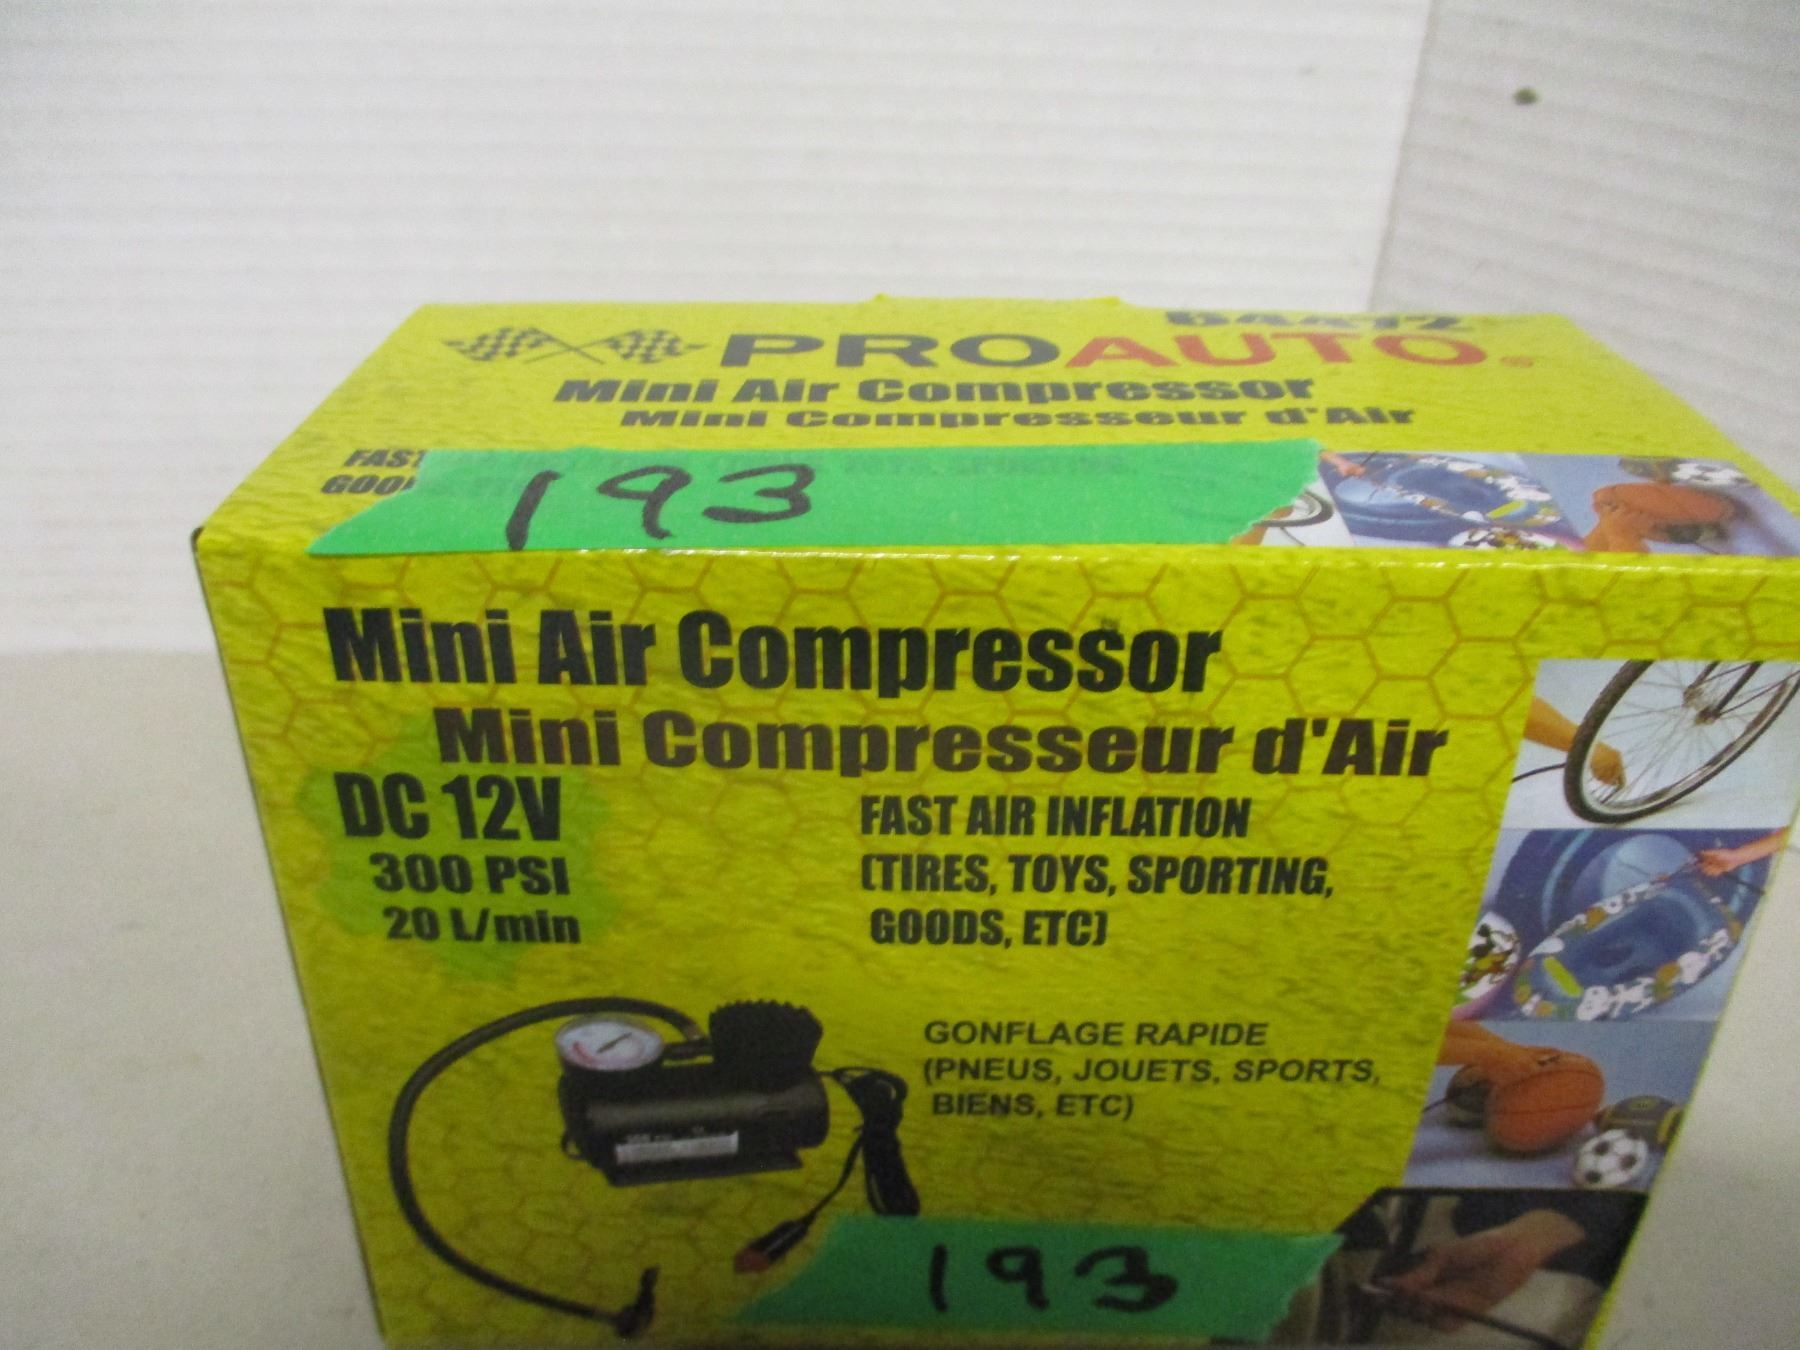 PROAUTO®
Mini Air Compressor
Mini Compresseur d'Air
FAST
193
Mini Air Compressor
Mini Compresseur d'Air
DC 12V
300 PSI
20 L/min
FAST AIR INFLATION
(TIRES, TOYS, SPORTING,
GOODS, ETC)
GONFLAGE RAPIDE
(PNEUS, JOUETS, SPORTS,
BIENS, ETC)
193